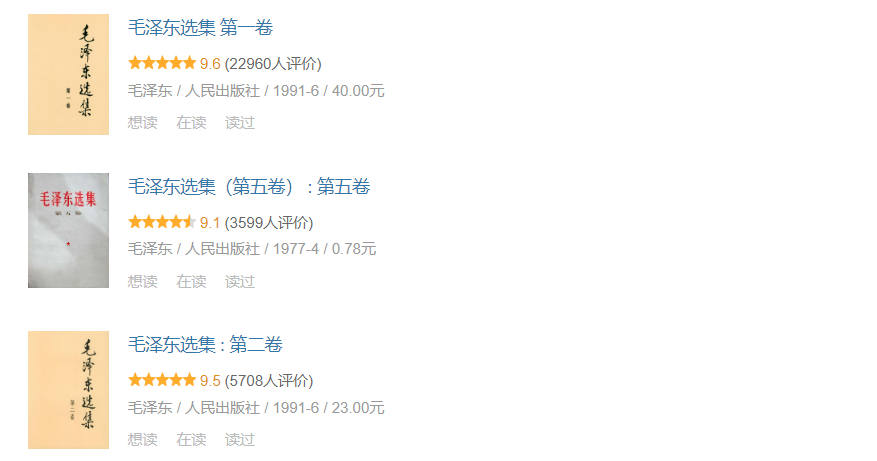 毛泽东选集 第一卷
9.6 (22960人评价)
毛泽东 / 人民出版社 / 1991-6 / 40.00元
想读 在读 读过
毛泽东选集
第一卷
毛泽东选集（第五卷） : 第五卷
9.1 (3599人评价)
毛泽东 / 人民出版社 / 1977-4 / 0.78元
想读 在读 读过
毛泽东选集
第五卷
毛泽东选集 : 第二卷
9.5 (5708人评价)
毛泽东 / 人民出版社 / 1991-6 / 23.00元
想读 在读 读过
毛泽东选集
第二卷